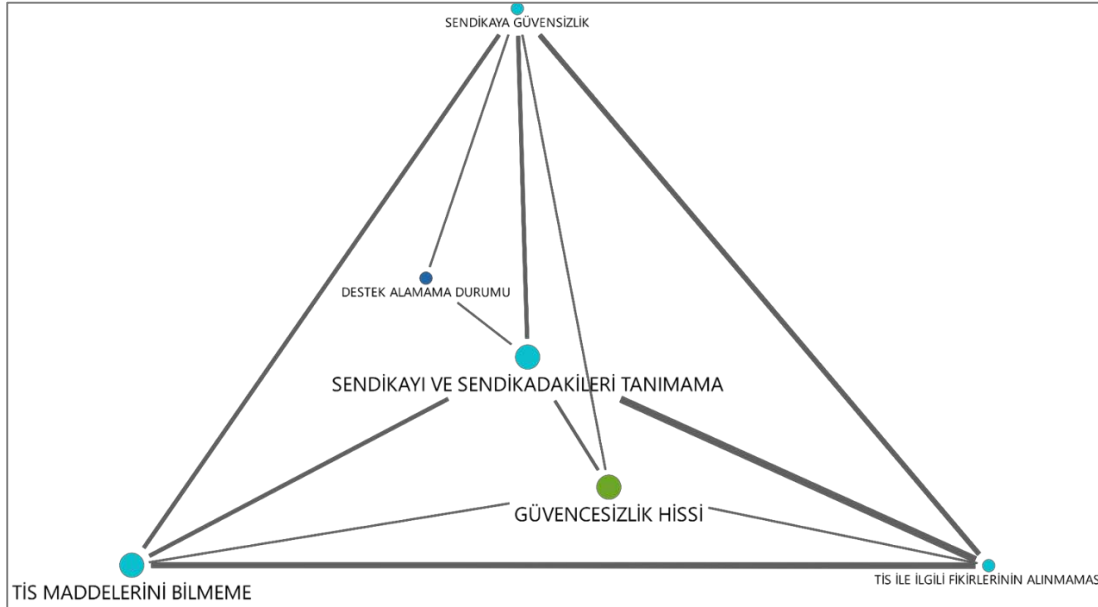 SENDİKAYA GÜVENSİZLİK
DESTEK ALAMAMA DURUMU
SENDİKAYI VE SENDİKADAKİLERİ TANIMAMA
GÜVENCESİZLİK HİSSİ
TİS MADDELERİNİ BİLMEME
TİS İLE İLGİLİ FİKİRLERİNİN ALINMAMASI